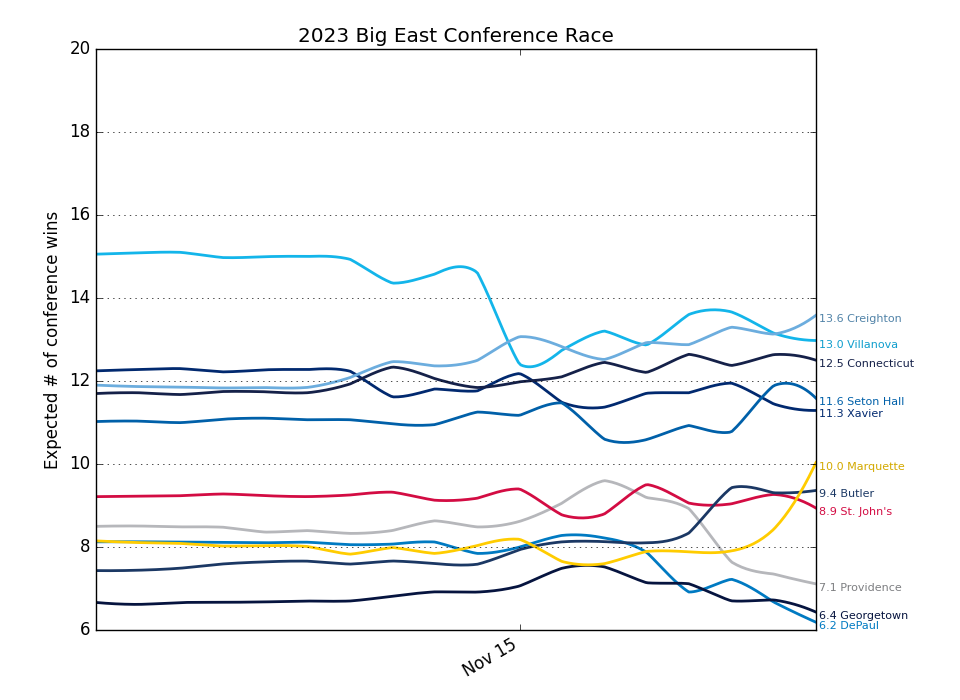 2023 Big East Conference Race
Expected # of conference wins
20
18
16
14
12
10
8
6
Nov 15
13.6 Creighton
13.0 Villanova
12.5 Connecticut
11.6 Seton Hall
11.3 Xavier
10.0 Marquette
9.4 Butler
8.9 St. John's
7.1 Providence
6.4 Georgetown
6.2 DePaul